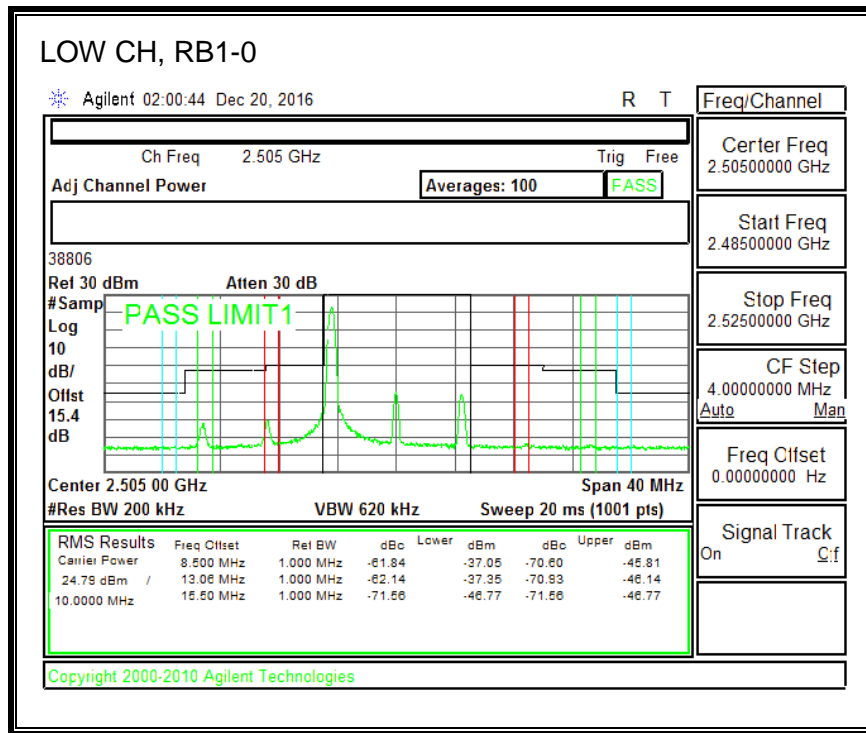 LOW CH, RB1-0
Agilent 02:00:44 Dec 20, 2016 R T
Freq/Channel
Ch Freq 2.505 GHz Trig Free
Adj Channel Power Averages: 100 PASS
Center Freq
2.50500000 GHz
Start Freq
2.48500000 GHz
Stop Freq
2.52500000 GHz
CF Step
4.00000000 MHz
Auto Man
Freq Offset
0.00000000 Hz
Signal Track
On Off
38806
Ref 30 dBm Atten 30 dB
#Samp
Log
10
dB/
Offst
15.4
dB
PASS LIMIT1
Center 2.505 00 GHz Span 40 MHz
#Res BW 200 kHz VBW 620 kHz Sweep 20 ms (1001 pts)
RMS Results Freq Offset Ref BW dBc Lower dBm dBc Upper dBm
Carrier Power 8.500 MHz 1.000 MHz -61.84 -37.05 -70.60 -45.81
24.79 dBm / 13.06 MHz 1.000 MHz -62.14 -37.35 -70.93 -46.14
10.0000 MHz 15.50 MHz 1.000 MHz -71.56 -46.77 -71.56 -46.77
Copyright 2000-2010 Agilent Technologies